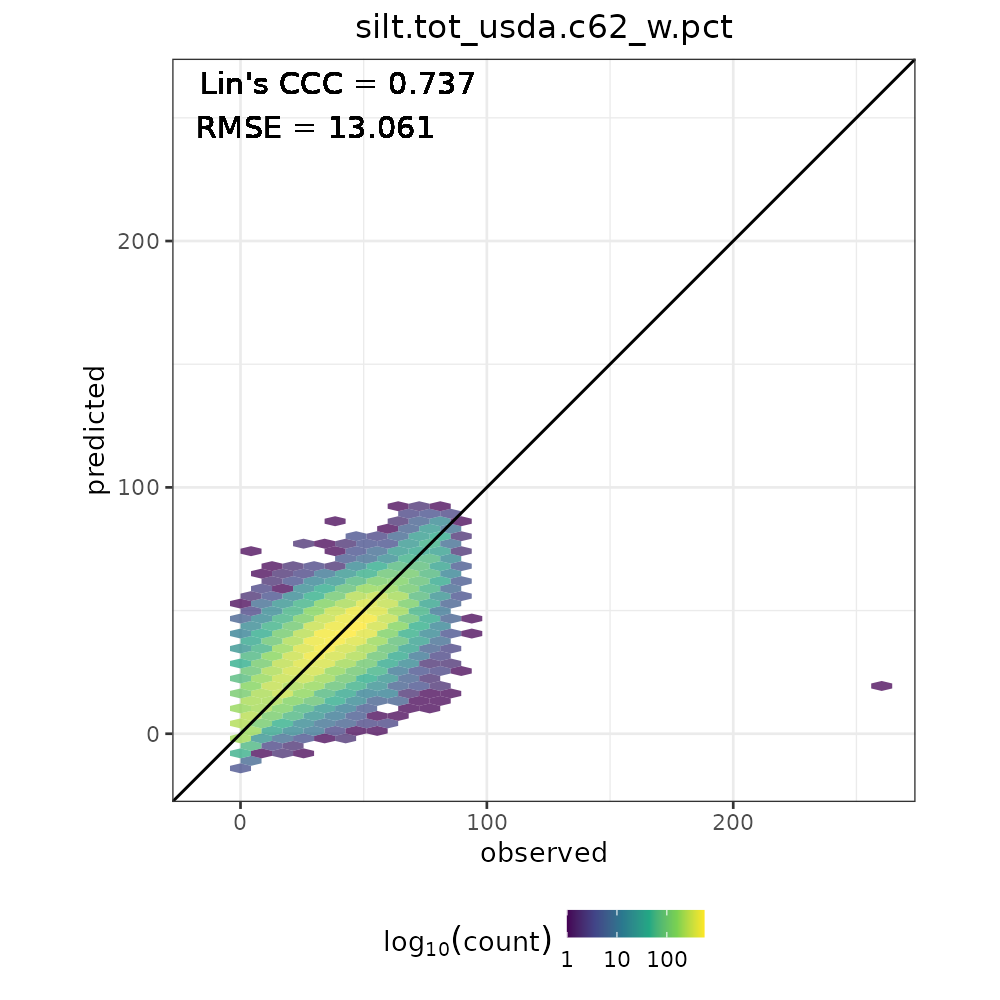 silt.tot_usda.c62_w.pct
Lin's CCC = 0.737
RMSE = 13.061
predicted
200
100
0
0 100 200
observed
log₁₀(count)
1 10 100